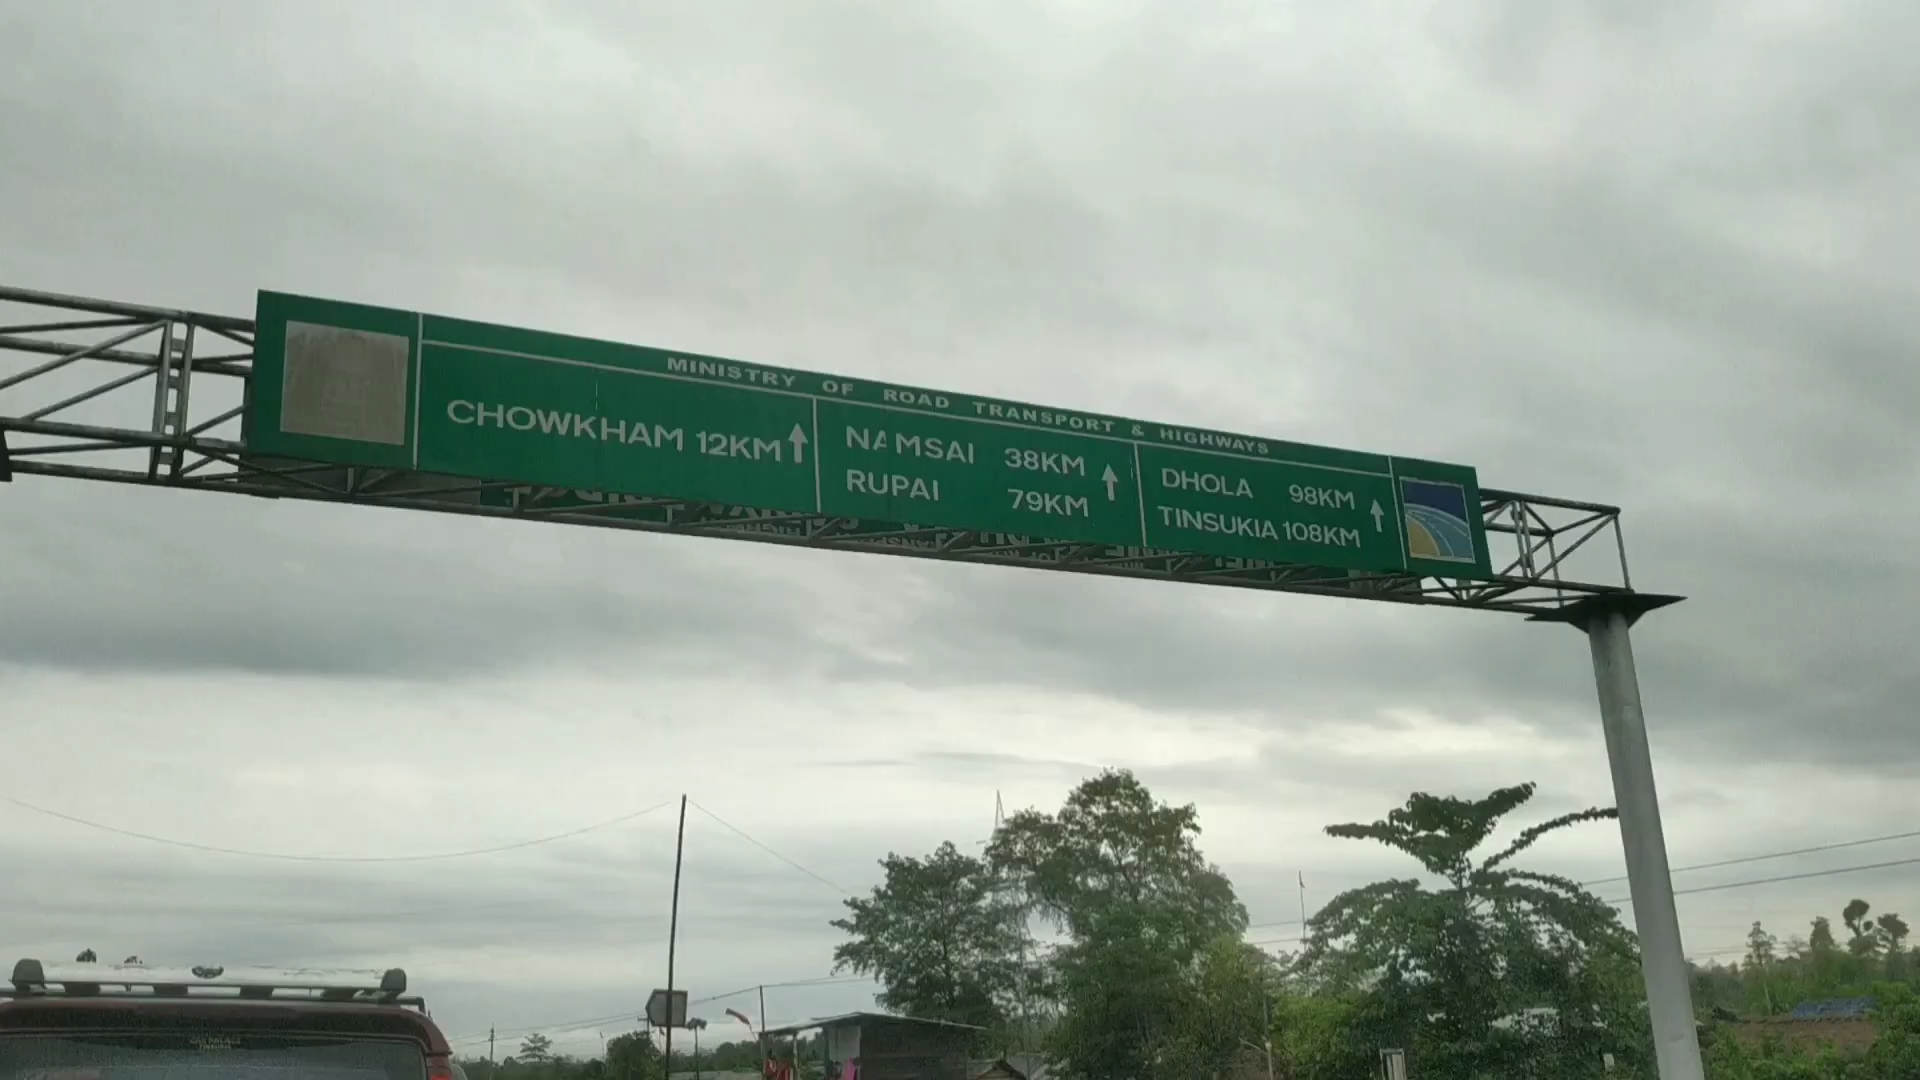 MINISTRY OF ROAD TRANSPORT & HIGHWAYS
CHOWKHAM 12KM
NAMSAI 38KM
RUPAI 79KM
DHOLA 98KM
TINSUKIA 108KM